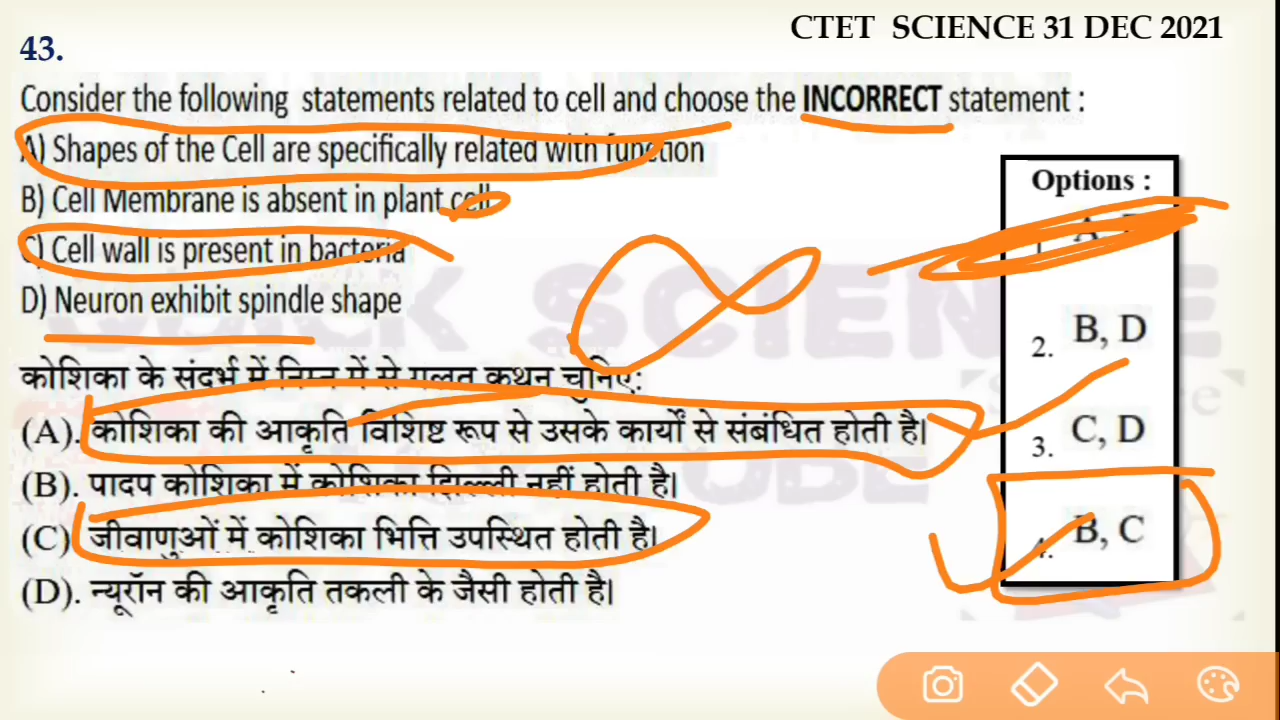 CTET SCIENCE 31 DEC 2021
43.
Consider the following statements related to cell and choose the INCORRECT statement :
A) Shapes of the Cell are specifically related with function
B) Cell Membrane is absent in plant cell
C) Cell wall is present in bacteria
D) Neuron exhibit spindle shape
कोशिका के संदर्भ में निम्न में से गलत कथन चुनिए:
(A). कोशिका की आकृति विशिष्ट रूप से उसके कार्यों से संबंधित होती है।
(B). पादप कोशिका में कोशिका झिल्ली नहीं होती है।
(C). जीवाणुओं में कोशिका भित्ति उपस्थित होती है।
(D). न्यूरॉन की आकृति तकली के जैसी होती है।
Options :
1. A
2. B, D
3. C, D
4. B, C